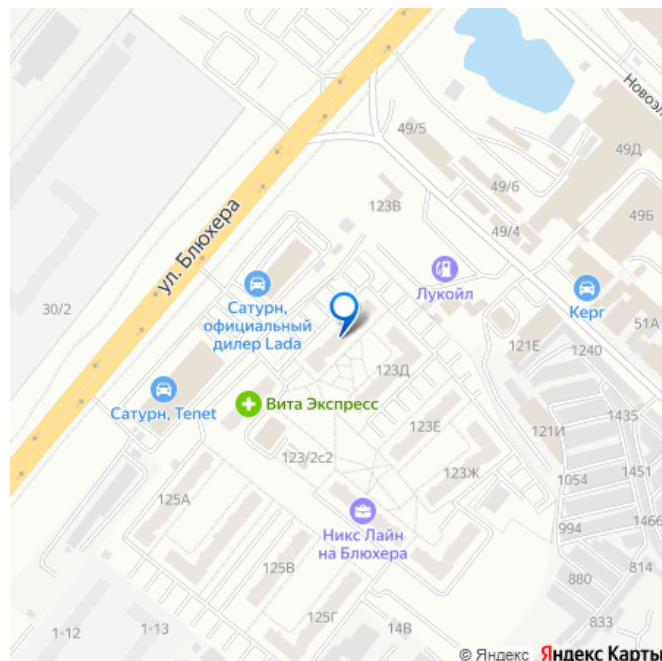 Новоэл
49/5
49Д
49/6
123В
49/4
49Б
ул. Блюхера
Лукойл
30/2
Сатурн,
официальный
дилер Lada
Керг
51А
121Е
1240
123Д
Сатурн, Tenet
Вита Экспресс
1435
123Е
121И
123/2с2
123Ж
1054
1451
125А
994
1466
Никс Лайн
на Блюхера
125В
880
814
125Г
14В
833
1-12
1-13
© Яндекс Яндекс Карты